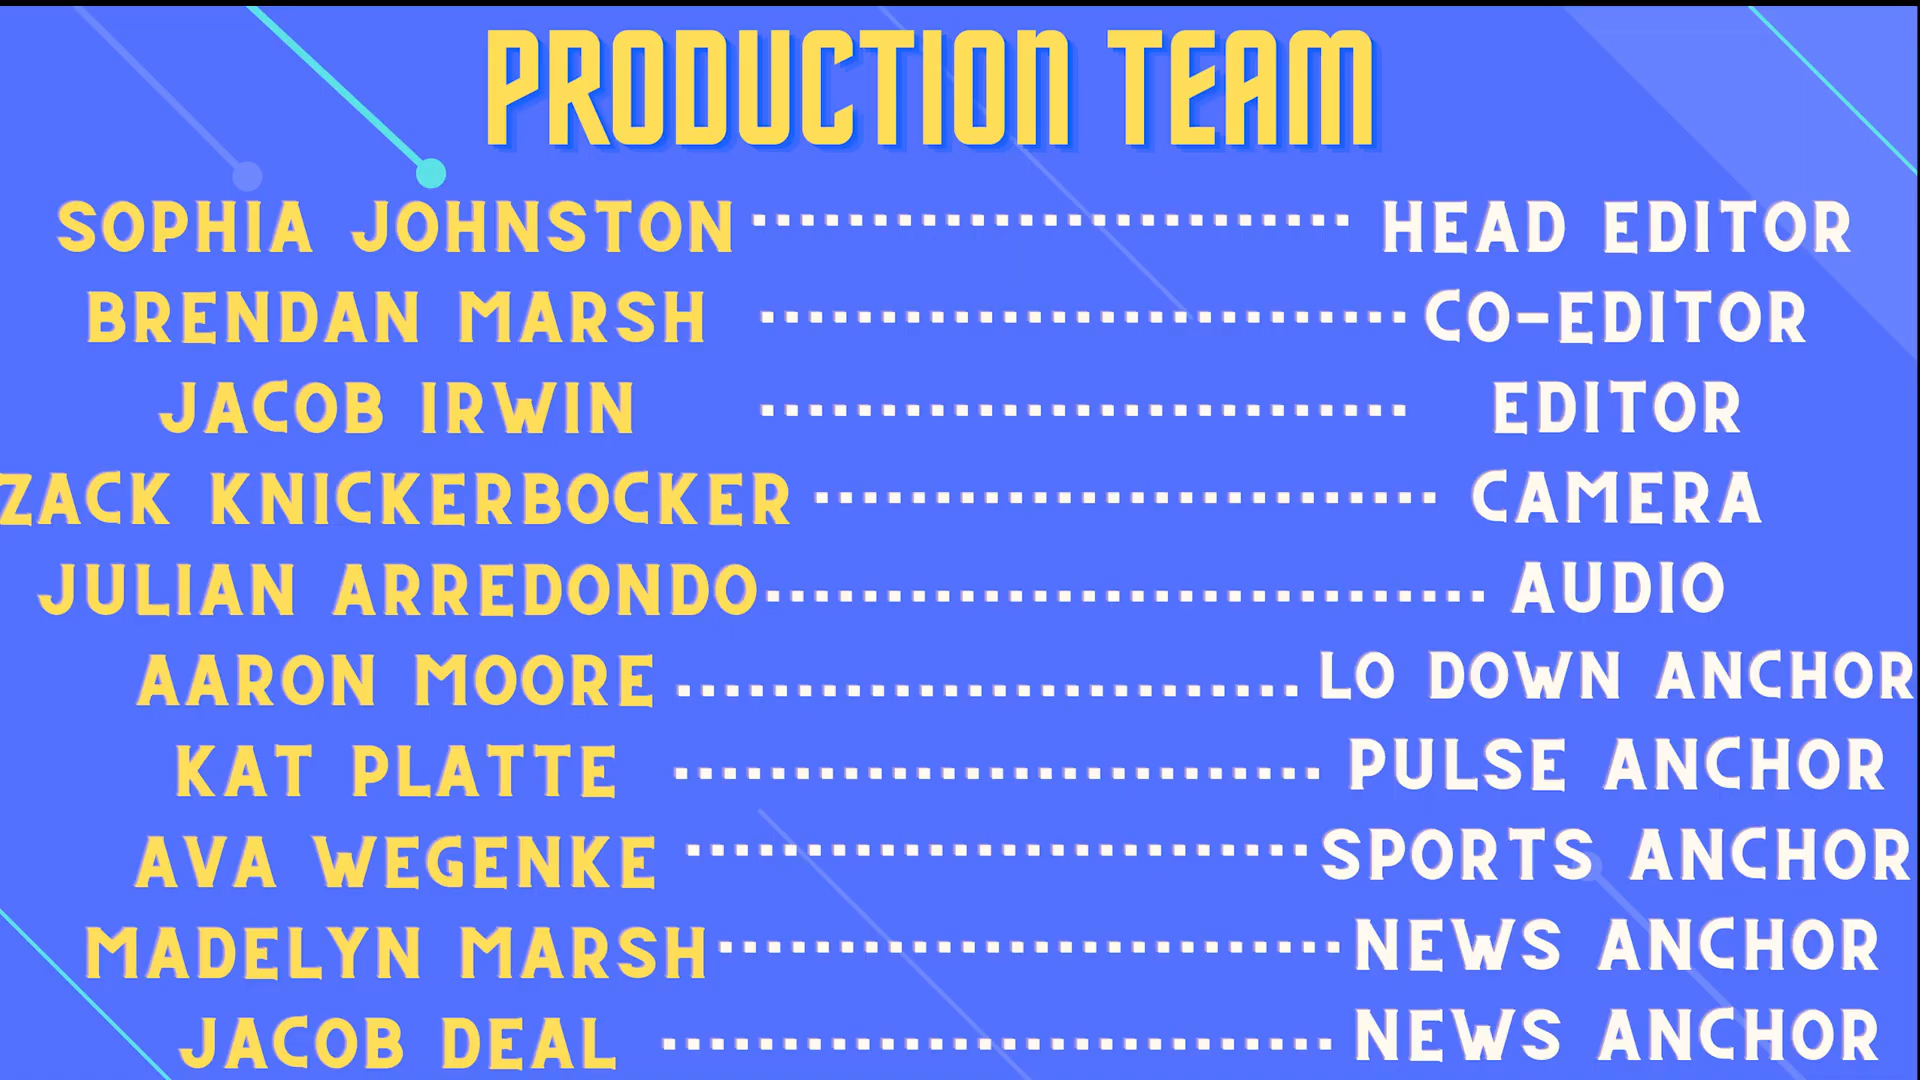 PRODUCTION TEAM
SOPHIA JOHNSTON ......................... HEAD EDITOR
BRENDAN MARSH ........................... CO-EDITOR
JACOB IRWIN ........................... EDITOR
ZACK KNICKERBOCKER .......................... CAMERA
JULIAN ARREDONDO .............................. AUDIO
AARON MOORE .......................... LO DOWN ANCHOR
KAT PLATTE ........................... PULSE ANCHOR
AVA WEGENKE .......................... SPORTS ANCHOR
MADELYN MARSH .......................... NEWS ANCHOR
JACOB DEAL ............................ NEWS ANCHOR